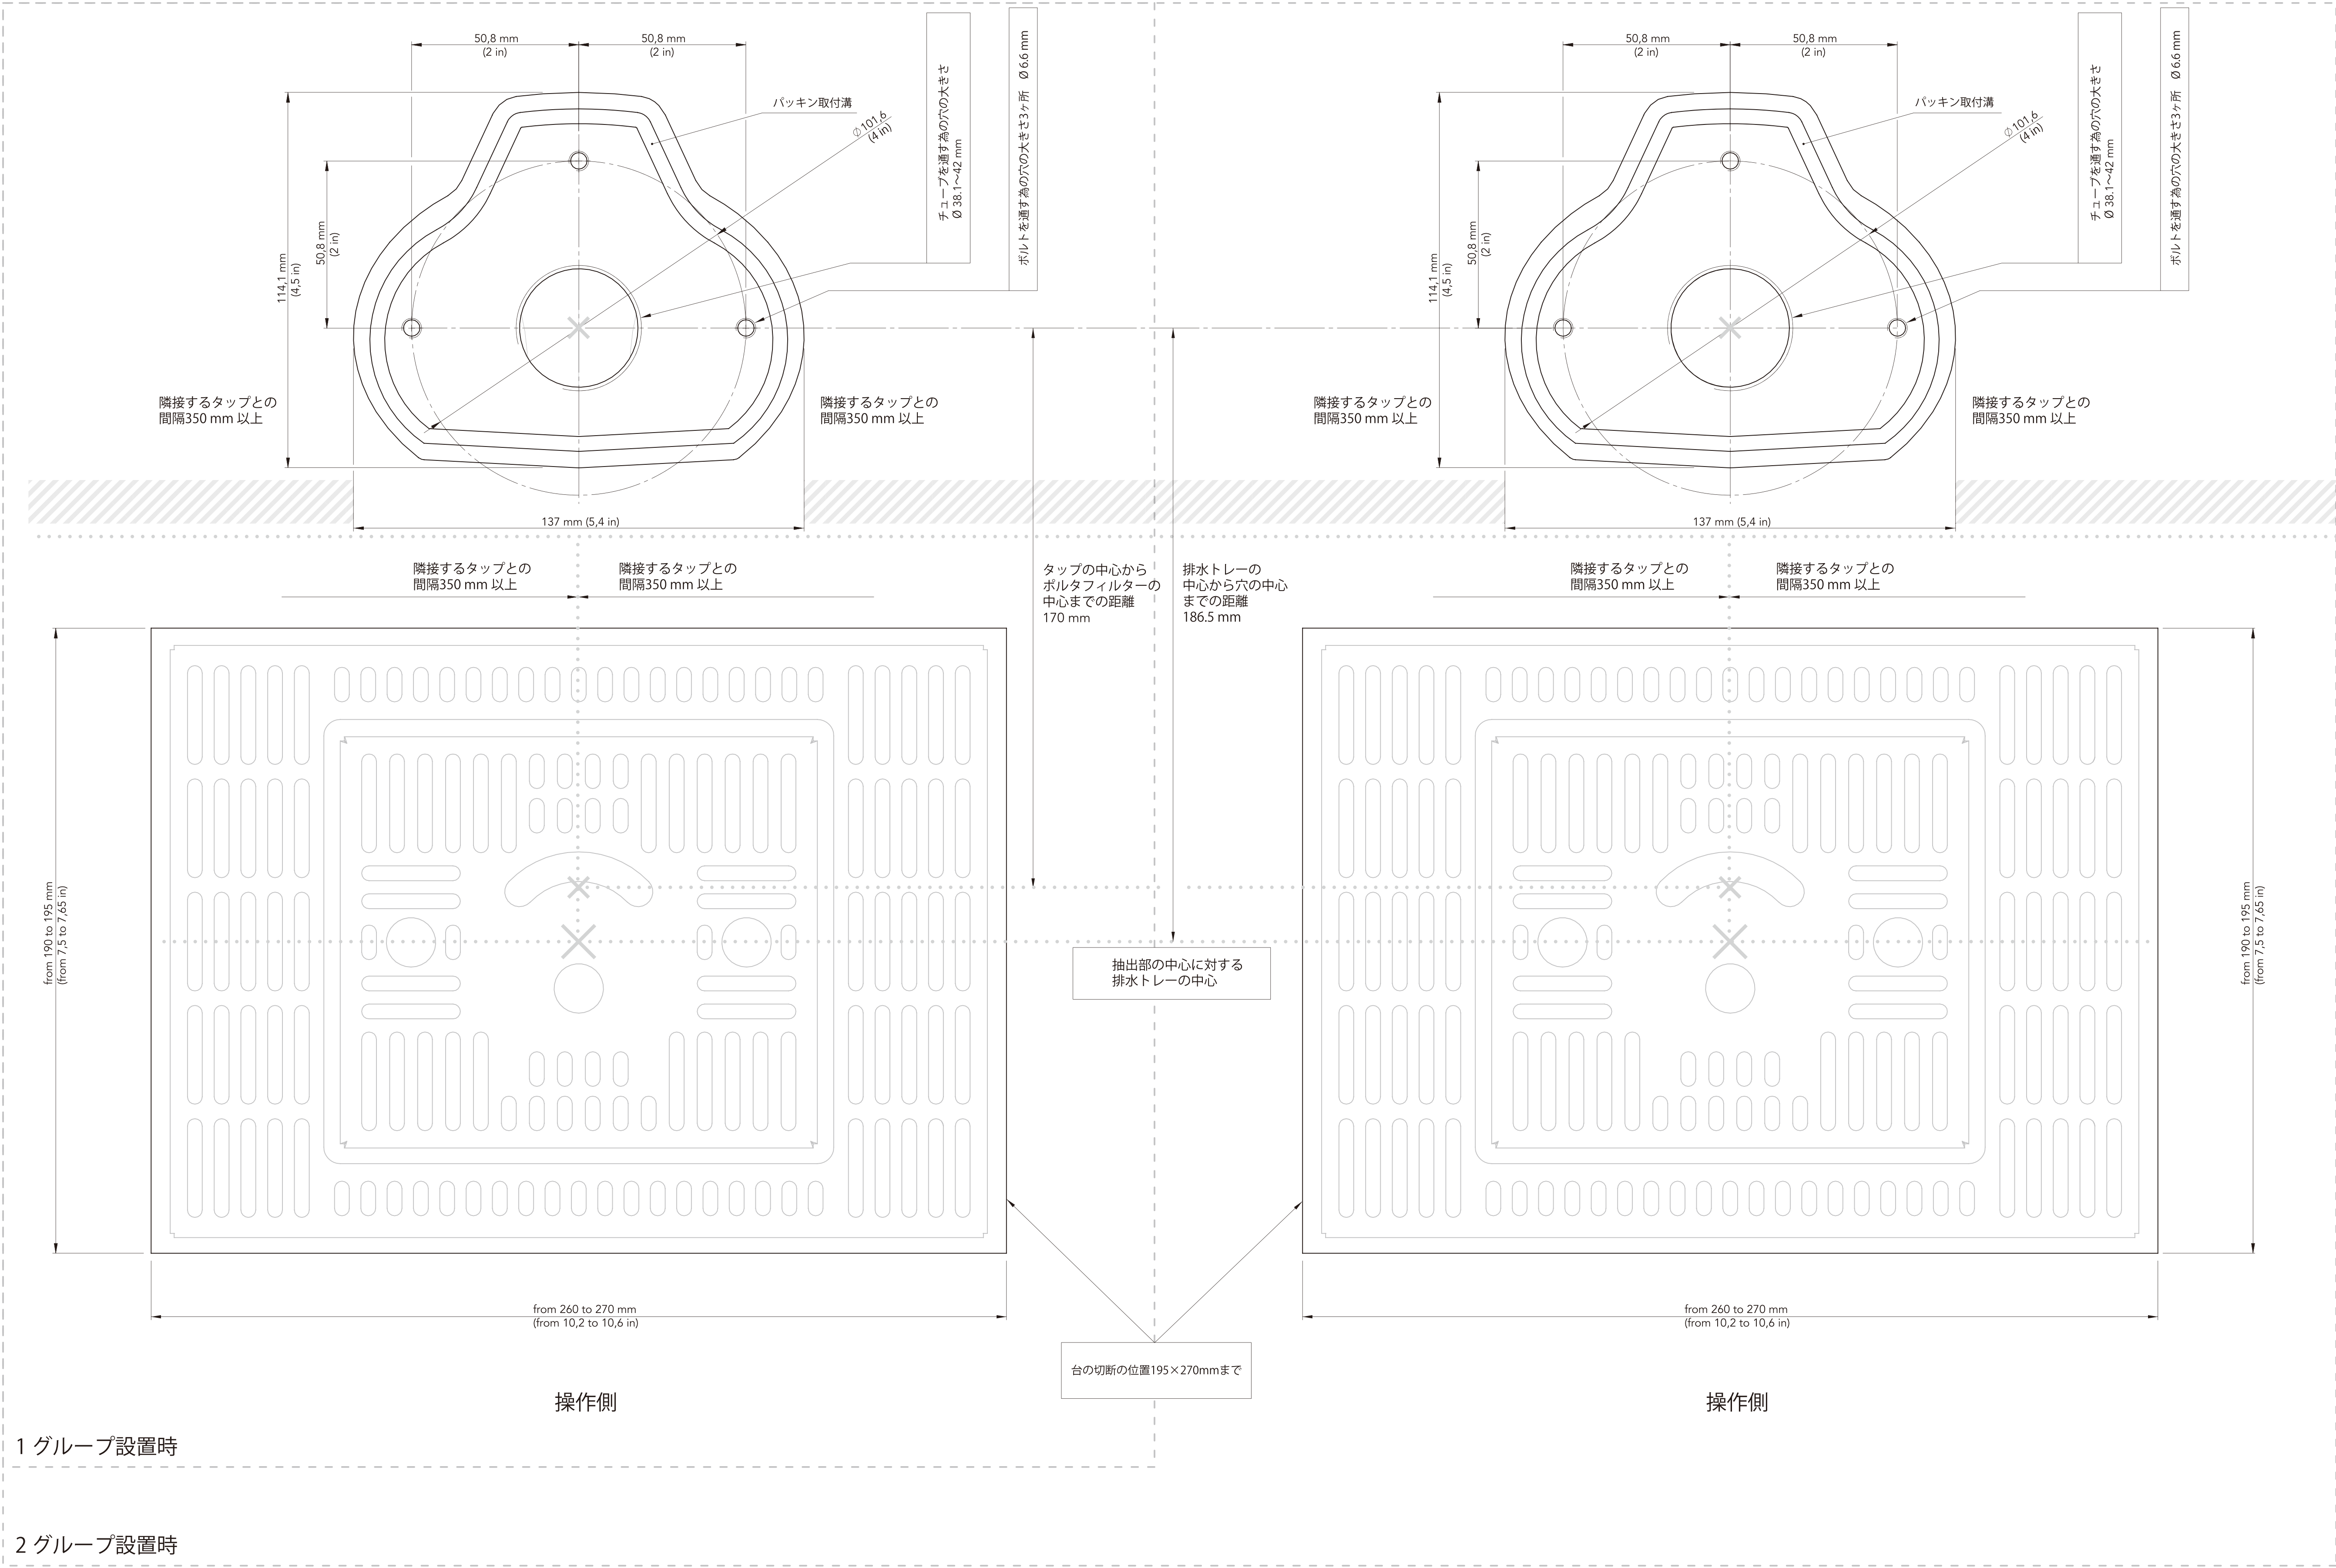 50,8 mm
(2 in)
50,8 mm
(2 in)
パッキン取付溝
∅101,6
(4 in)
チューブを通す為の穴の大きさ
Ø 38.1〜42 mm
ボルトを通す為の穴の大きさ3ヶ所　Ø 6.6 mm
114,1 mm
(4,5 in)
50,8 mm
(2 in)
隣接するタップとの
間隔350 mm 以上
隣接するタップとの
間隔350 mm 以上
137 mm (5,4 in)
50,8 mm
(2 in)
50,8 mm
(2 in)
パッキン取付溝
∅101,6
(4 in)
チューブを通す為の穴の大きさ
Ø 38.1〜42 mm
ボルトを通す為の穴の大きさ3ヶ所　Ø 6.6 mm
114,1 mm
(4,5 in)
50,8 mm
(2 in)
隣接するタップとの
間隔350 mm 以上
隣接するタップとの
間隔350 mm 以上
137 mm (5,4 in)
隣接するタップとの
間隔350 mm 以上
隣接するタップとの
間隔350 mm 以上
タップの中心から
ポルタフィルターの
中心までの距離
170 mm
排水トレーの
中心から穴の中心
までの距離
186.5 mm
隣接するタップとの
間隔350 mm 以上
隣接するタップとの
間隔350 mm 以上
from 190 to 195 mm
(from 7,5 to 7,65 in)
抽出部の中心に対する
排水トレーの中心
from 190 to 195 mm
(from 7,5 to 7,65 in)
from 260 to 270 mm
(from 10,2 to 10,6 in)
from 260 to 270 mm
(from 10,2 to 10,6 in)
台の切断の位置195×270mmまで
操作側
操作側
1 グループ設置時
2 グループ設置時